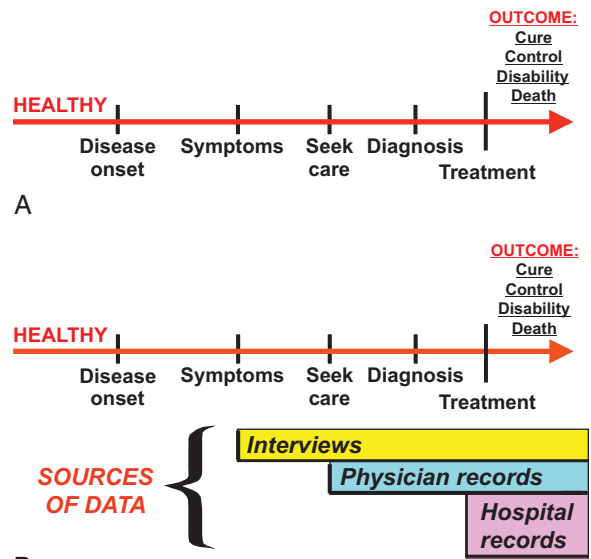 OUTCOME:
Cure
Control
Disability
Death
HEALTHY
Disease onset
Symptoms
Seek care
Diagnosis
Treatment
A
OUTCOME:
Cure
Control
Disability
Death
HEALTHY
Disease onset
Symptoms
Seek care
Diagnosis
Treatment
SOURCES
OF DATA
Interviews
Physician records
Hospital
records